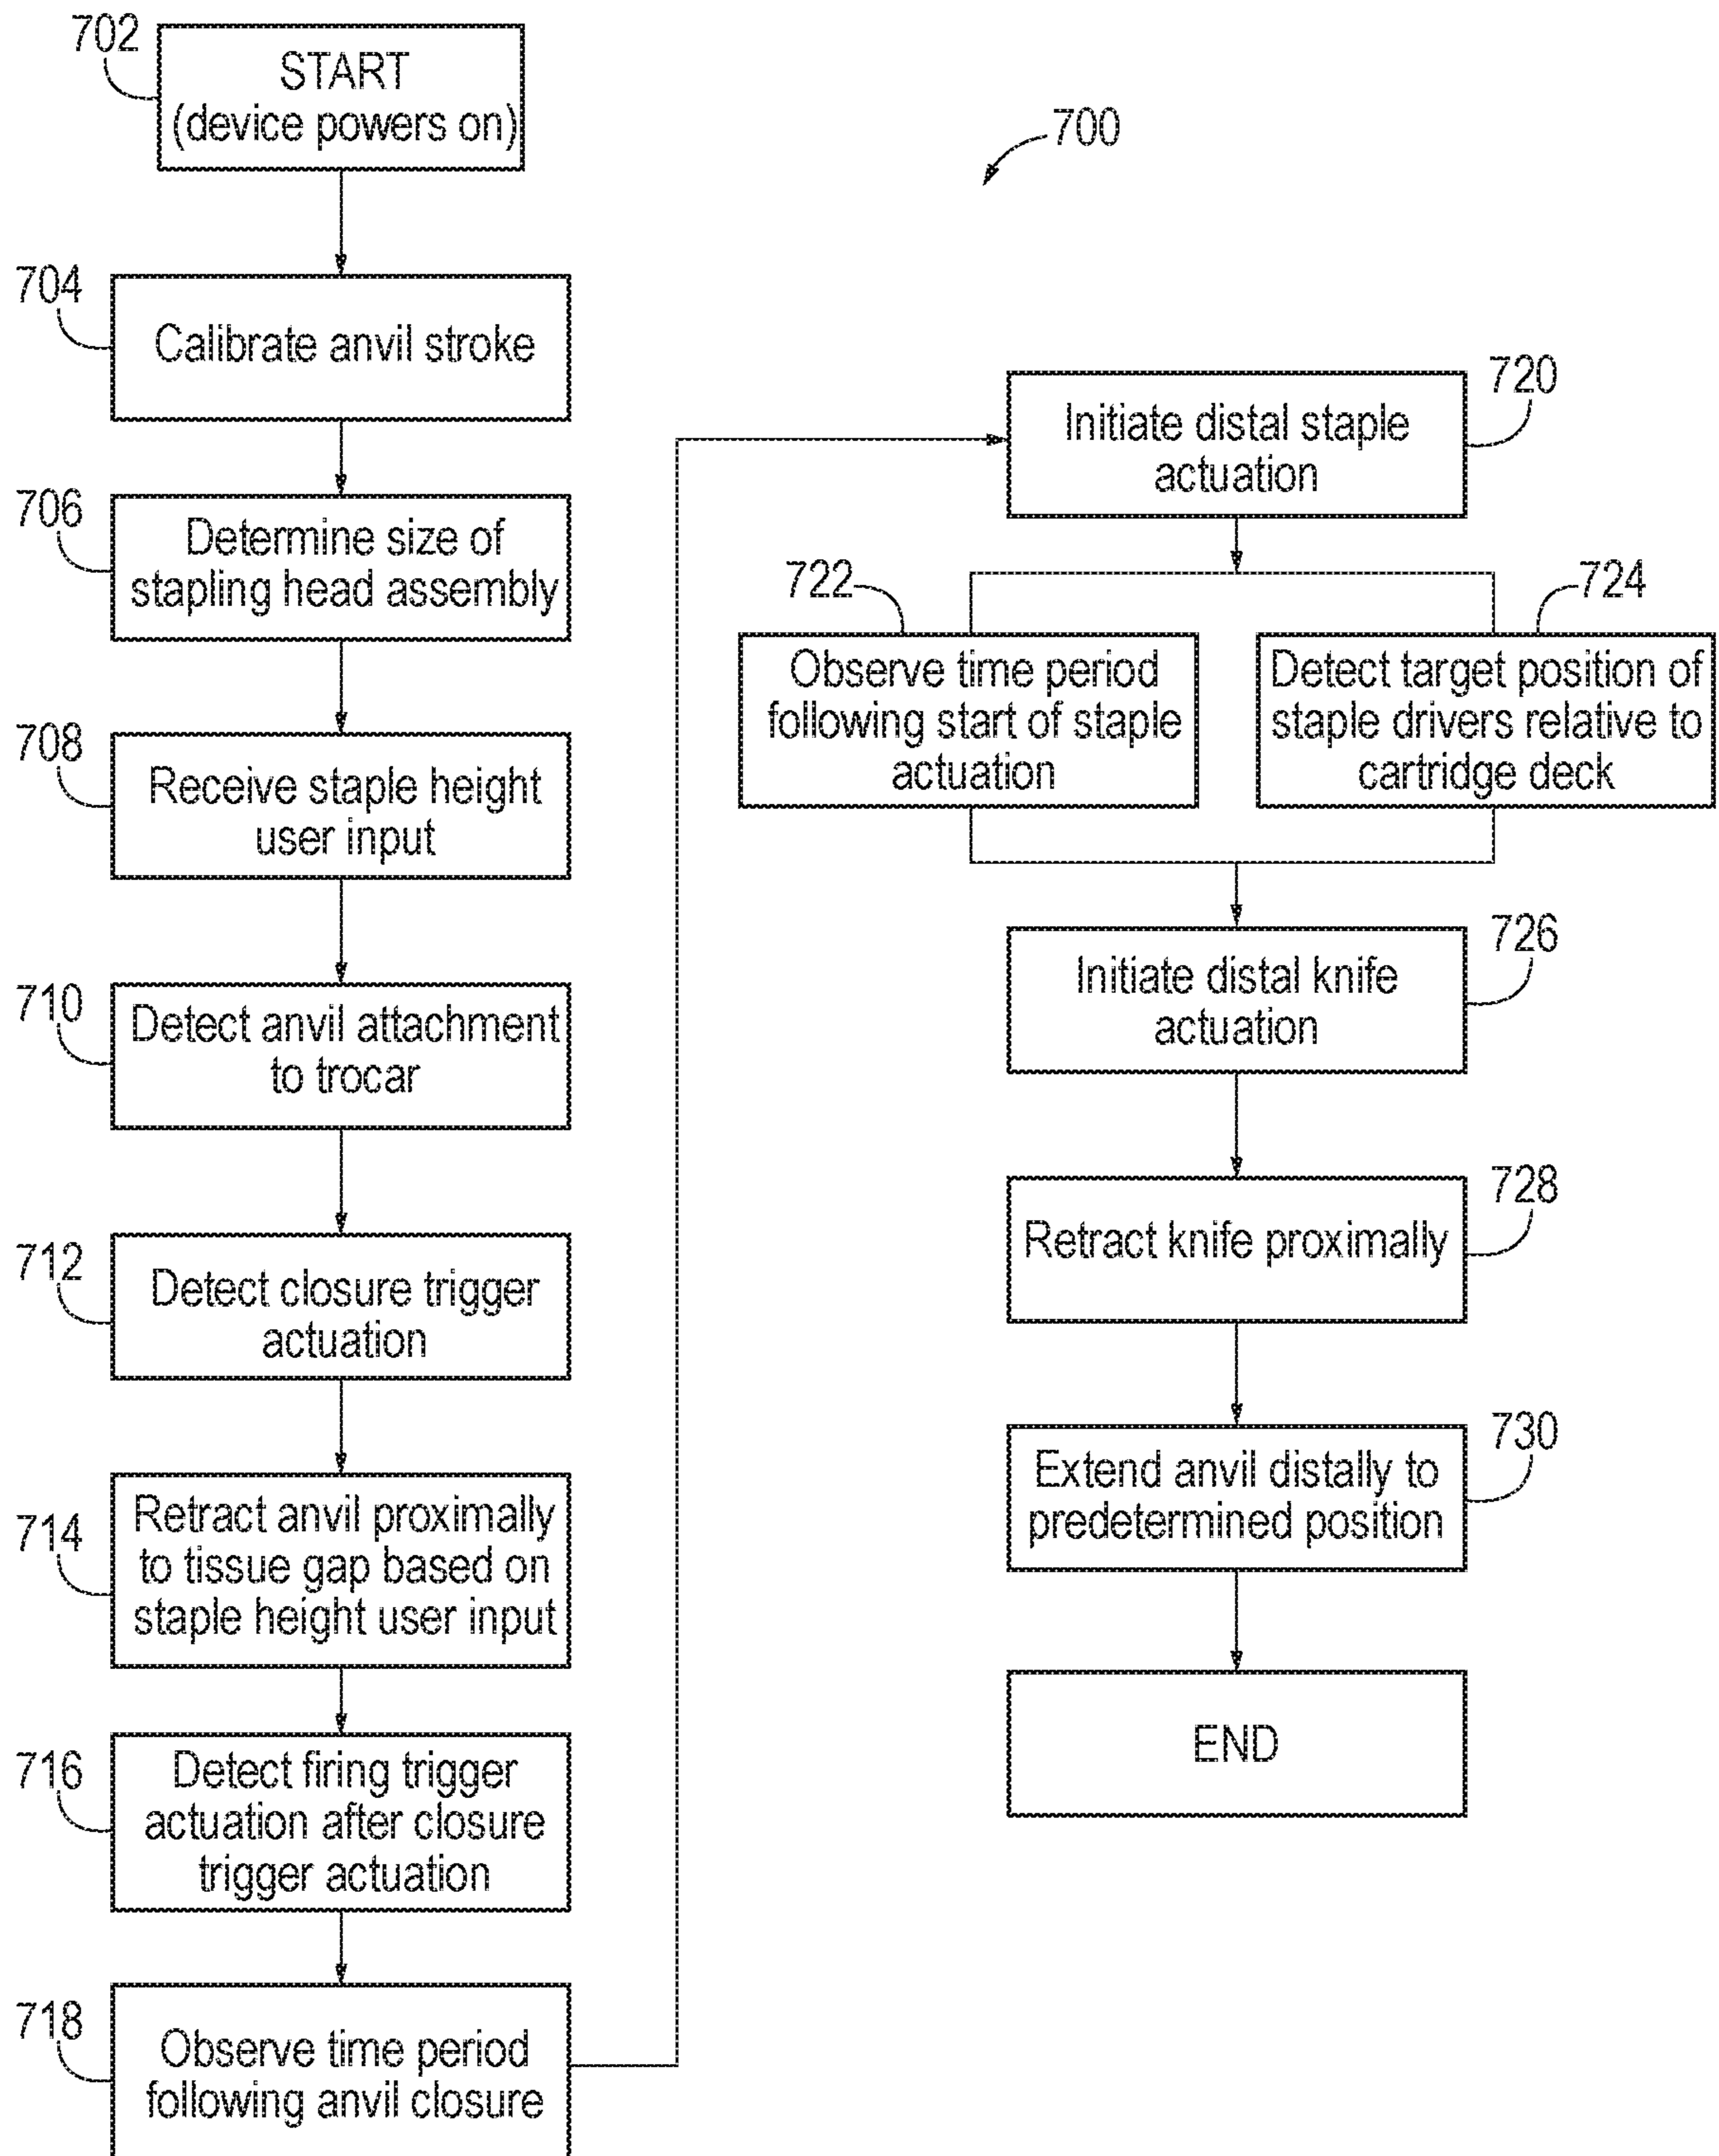 702
START
(device powers on)
700
704
Calibrate anvil stroke
706
Determine size of
stapling head assembly
708
Receive staple height
user input
710
Detect anvil attachment
to trocar
712
Detect closure trigger
actuation
714
Retract anvil proximally
to tissue gap based on
staple height user input
716
Detect firing trigger
actuation after closure
trigger actuation
718
Observe time period
following anvil closure
720
Initiate distal staple
actuation
722
Observe time period
following start of staple
actuation
724
Detect target position of
staple drivers relative to
cartridge deck
726
Initiate distal knife
actuation
728
Retract knife proximally
730
Extend anvil distally to
predetermined position
END